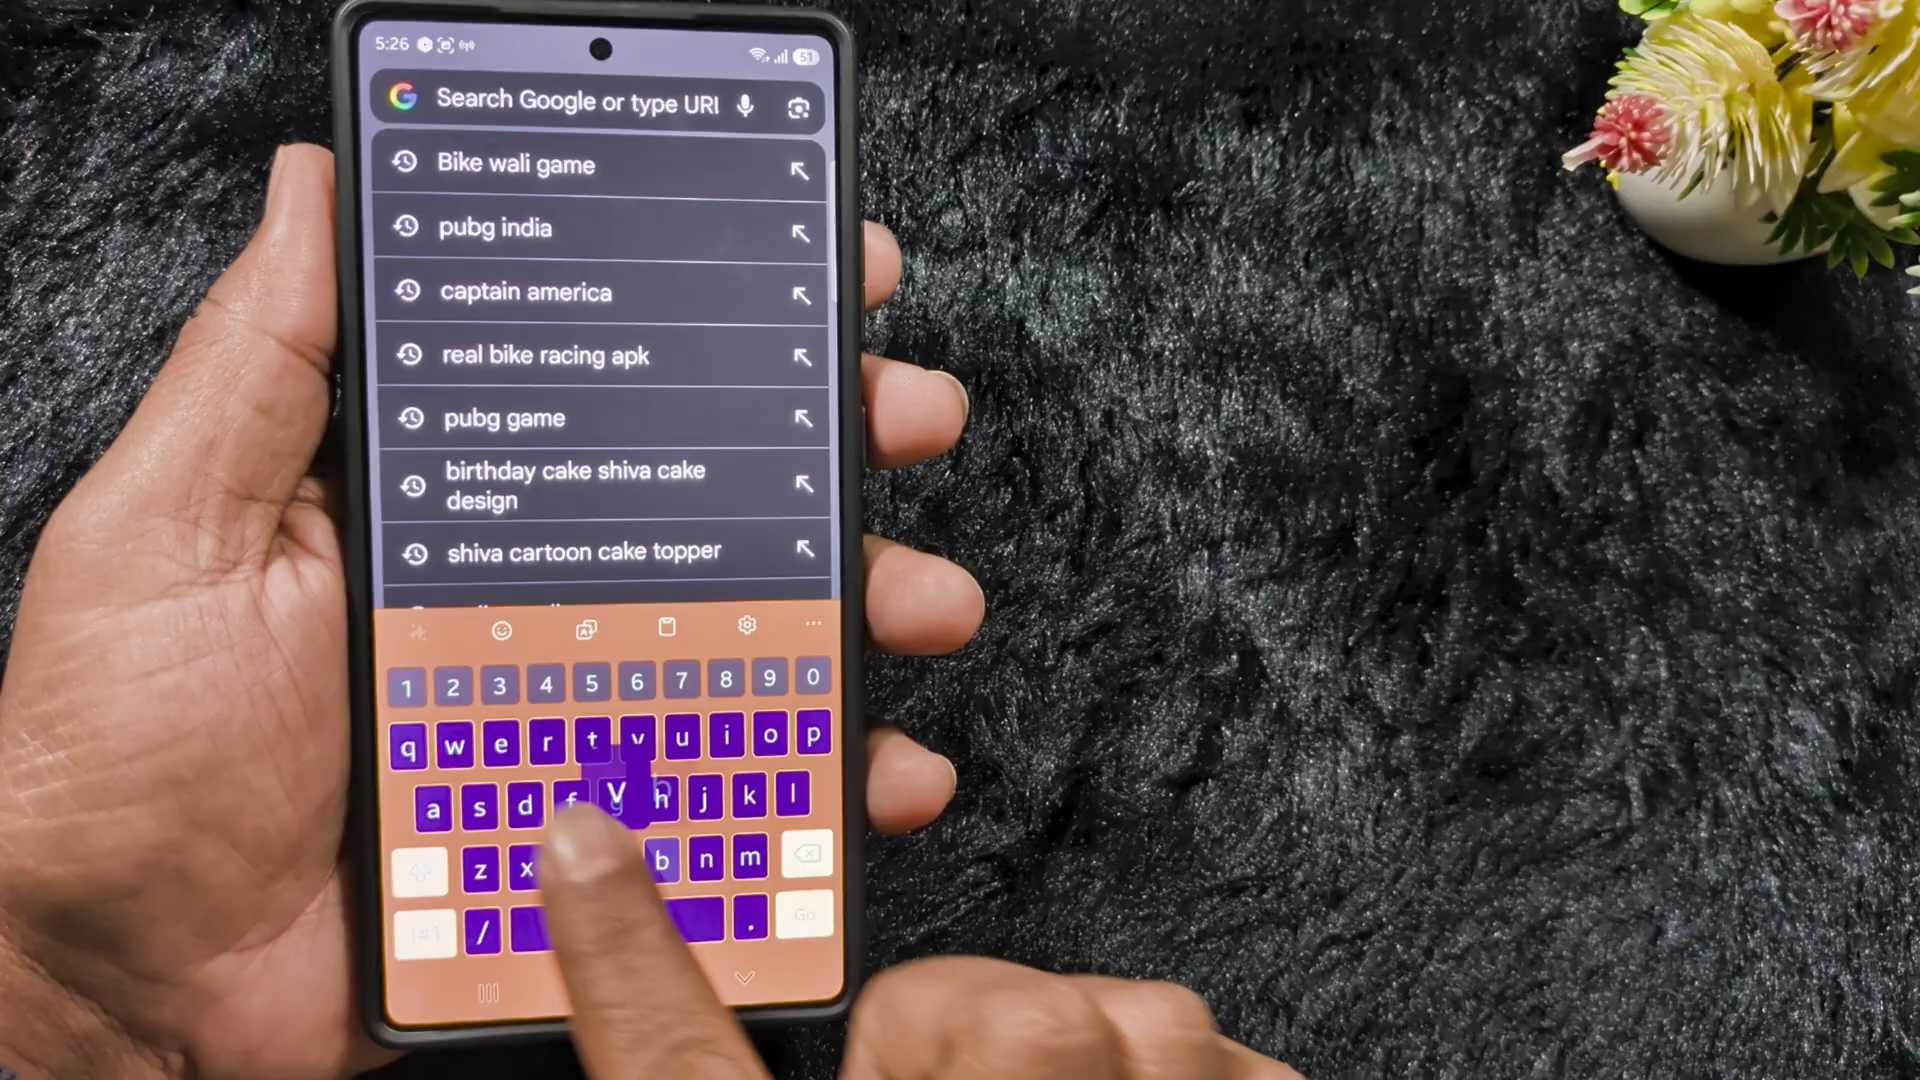 5:26 51
Search Google or type URL
Bike wali game
pubg india
captain america
real bike racing apk
pubg game
birthday cake shiva cake
design
shiva cartoon cake topper
1 2 3 4 5 6 7 8 9 0
q w e r t y u i o p
a s d f V h j k l
z x b n m
!#1 / . Go